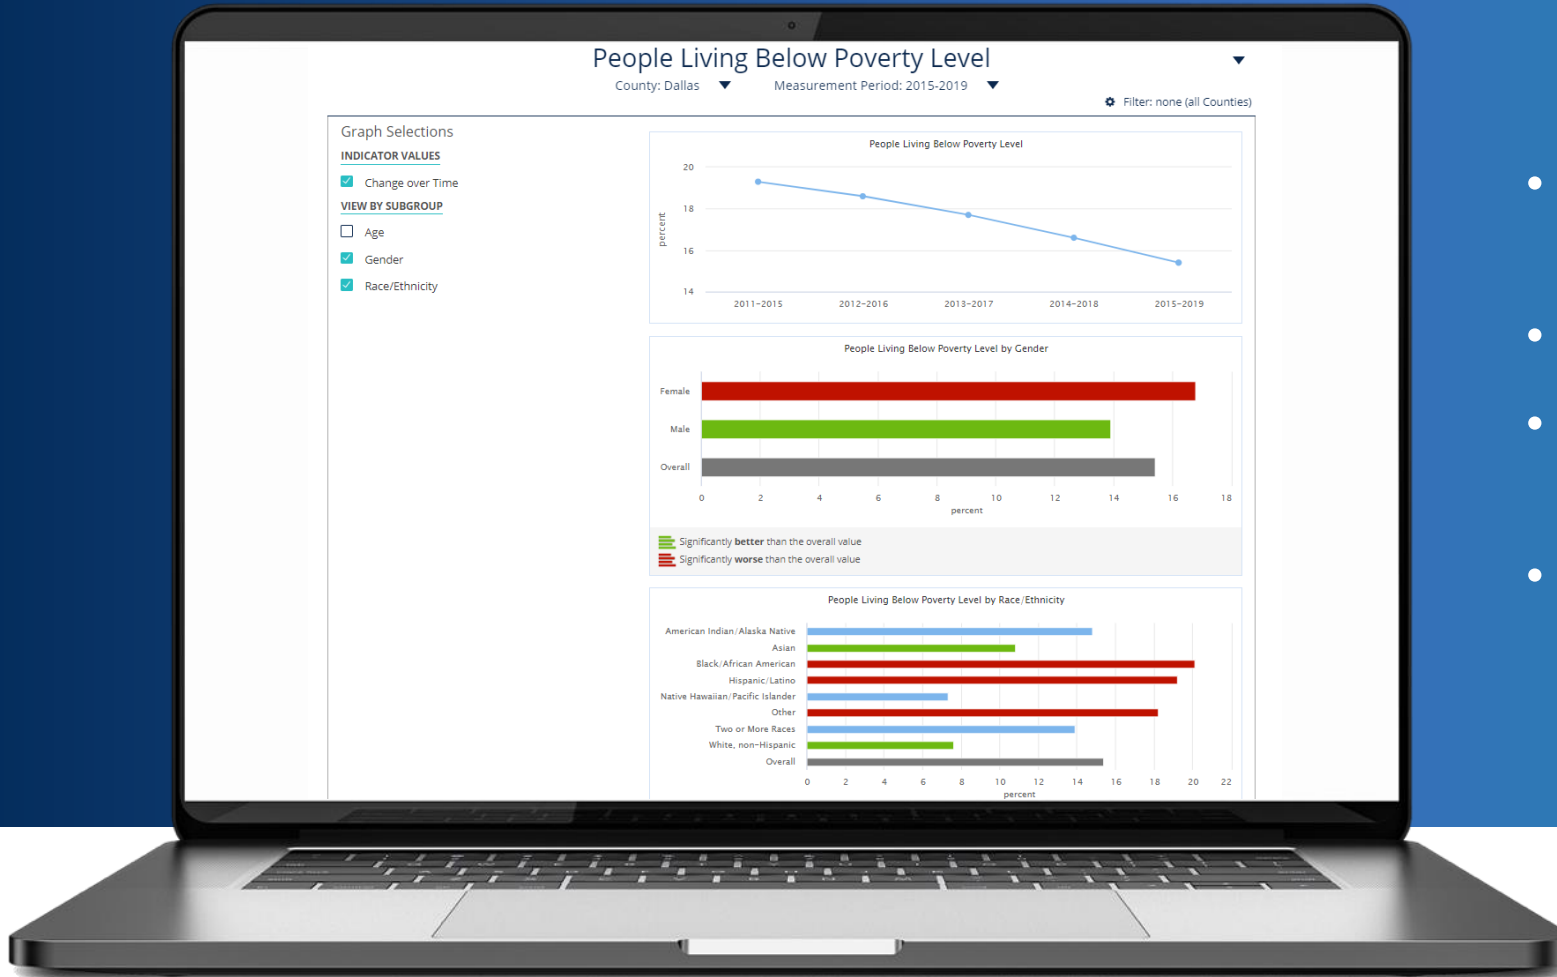 People Living Below Poverty Level
County: Dallas
Measurement Period: 2015-2019
Filter: none (all Counties)
Graph Selections
INDICATOR VALUES
Change over Time
VIEW BY SUBGROUP
Age
Gender
Race/Ethnicity
People Living Below Poverty Level
percent
20
18
16
14
2011-2015 2012-2016 2013-2017 2014-2018 2015-2019
People Living Below Poverty Level by Gender
Female
Male
Overall
0 2 4 6 8 10 12 14 16 18
percent
Significantly better than the overall value
Significantly worse than the overall value
People Living Below Poverty Level by Race/Ethnicity
American Indian/Alaska Native
Asian
Black/African American
Hispanic/Latino
Native Hawaiian/Pacific Islander
Other
Two or More Races
White, non-Hispanic
Overall
0 2 4 6 8 10 12 14 16 18 20 22
percent